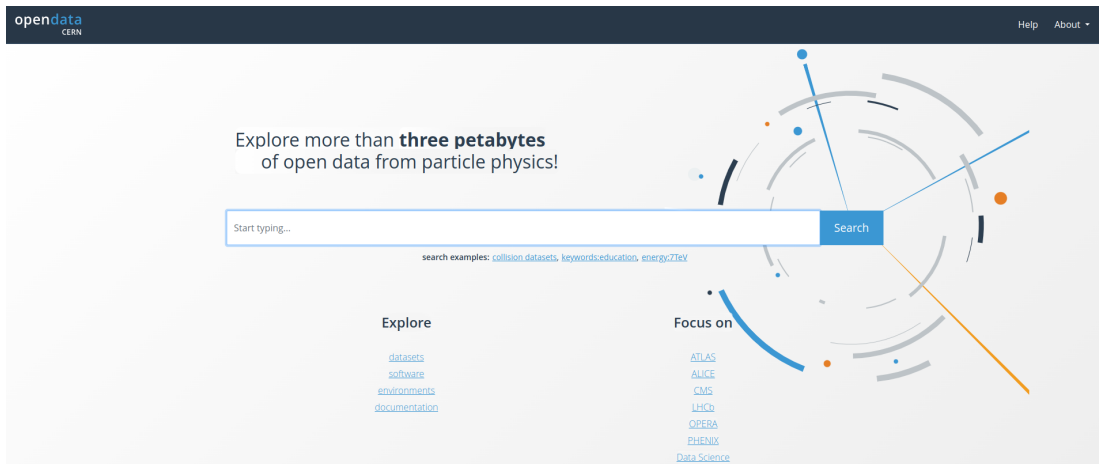 opendata
CERN
Help About
Explore more than three petabytes
of open data from particle physics!
Start typing...
Search
search examples: collision datasets, keywords:education, energy:7TeV
Explore
datasets
software
environments
documentation
Focus on
ATLAS
ALICE
CMS
LHCb
OPERA
PHENIX
Data Science